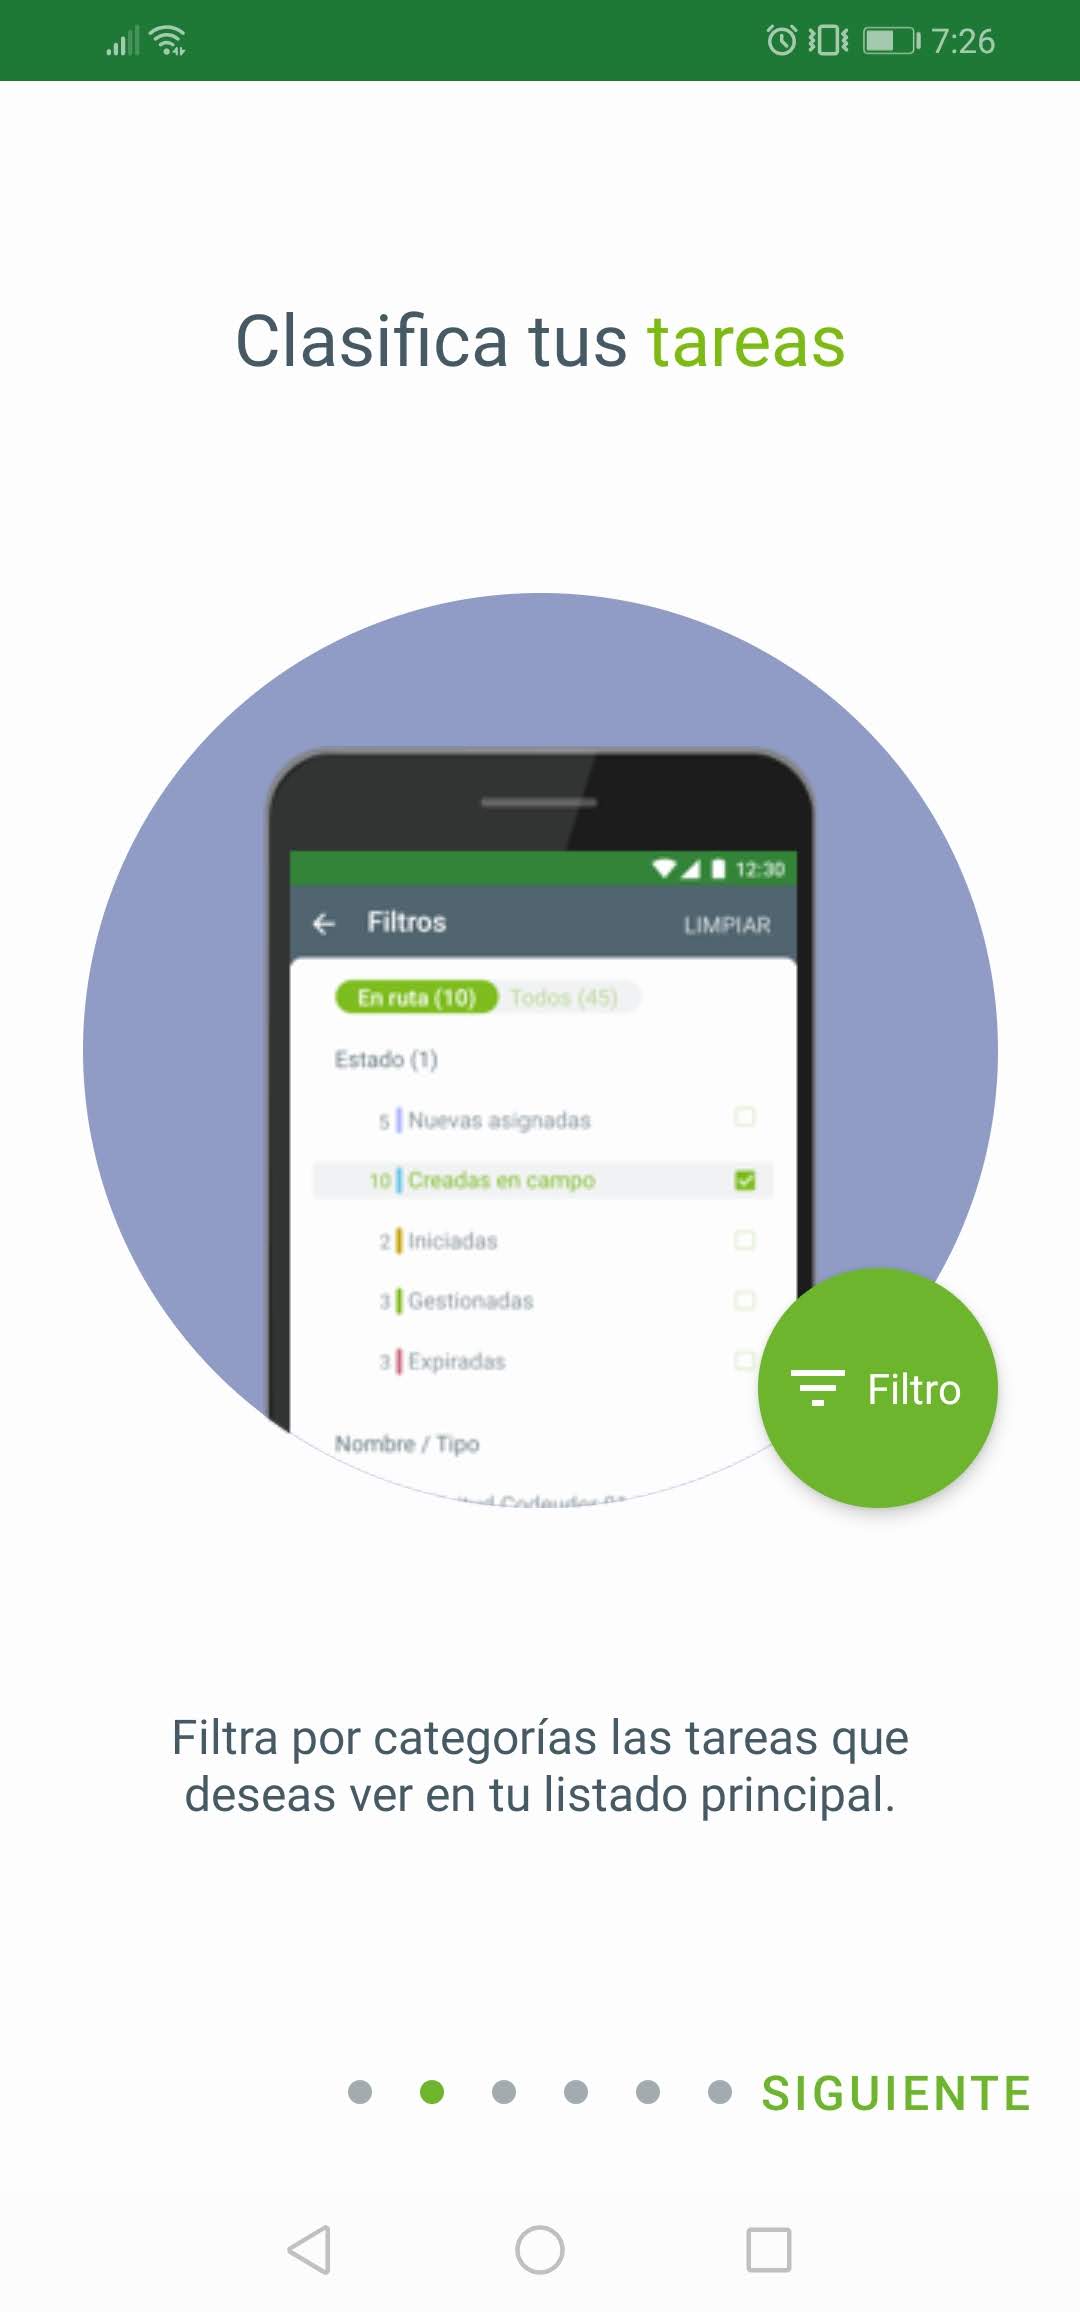 7:26
Clasifica tus tareas
12:30
Filtros LIMPIAR
En ruta (10) Todos (45)
Estado (1)
5 Nuevas asignadas
10 Creadas en campo
2 Iniciadas
3 Gestionadas
3 Expiradas
Nombre / Tipo
Codeudor
Filtro
Filtra por categorías las tareas que
deseas ver en tu listado principal.
SIGUIENTE